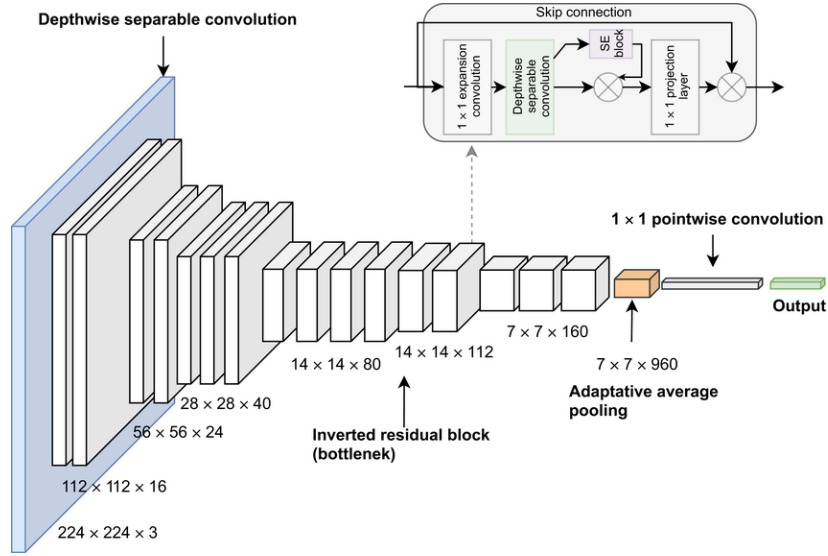 Depthwise separable convolution
Skip connection
1 × 1 expansion
convolution
Depthwise
separable
convolution
SE
block
1 × 1 projection
layer
1 × 1 pointwise convolution
Output
7 × 7 × 160
14 × 14 × 80
14 × 14 × 112
7 × 7 × 960
Adaptative average
pooling
28 × 28 × 40
56 × 56 × 24
Inverted residual block
(bottlenek)
112 × 112 × 16
224 × 224 × 3